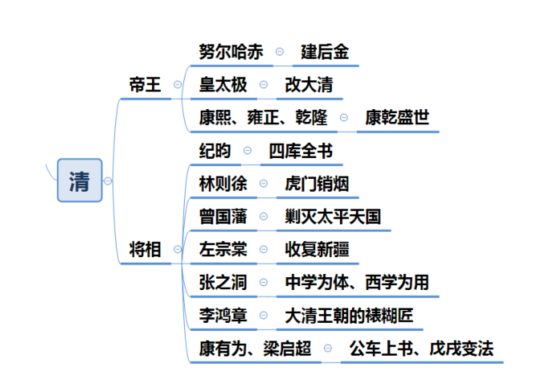 清
帝王
努尔哈赤 建后金
皇太极 改大清
康熙、雍正、乾隆 康乾盛世
将相
纪昀 四库全书
林则徐 虎门销烟
曾国藩 剿灭太平天国
左宗棠 收复新疆
张之洞 中学为体、西学为用
李鸿章 大清王朝的裱糊匠
康有为、梁启超 公车上书、戊戌变法